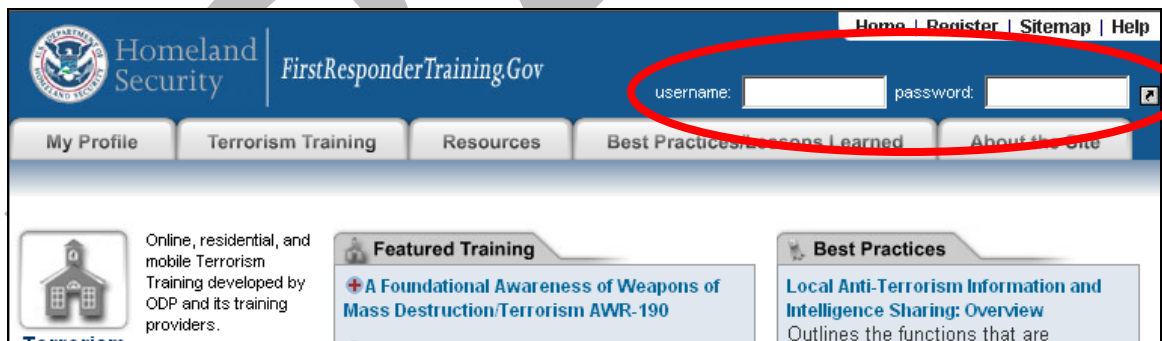 Home | Register | Sitemap | Help
Homeland
Security
FirstResponderTraining.Gov
username:
password:
My Profile
Terrorism Training
Resources
Best Practices/Lessons Learned
About the Site
Online, residential, and
mobile Terrorism
Training developed by
ODP and its training
providers.
Terrorism
Featured Training
A Foundational Awareness of Weapons of
Mass Destruction/Terrorism AWR-190
Best Practices
Local Anti-Terrorism Information and
Intelligence Sharing: Overview
Outlines the functions that are